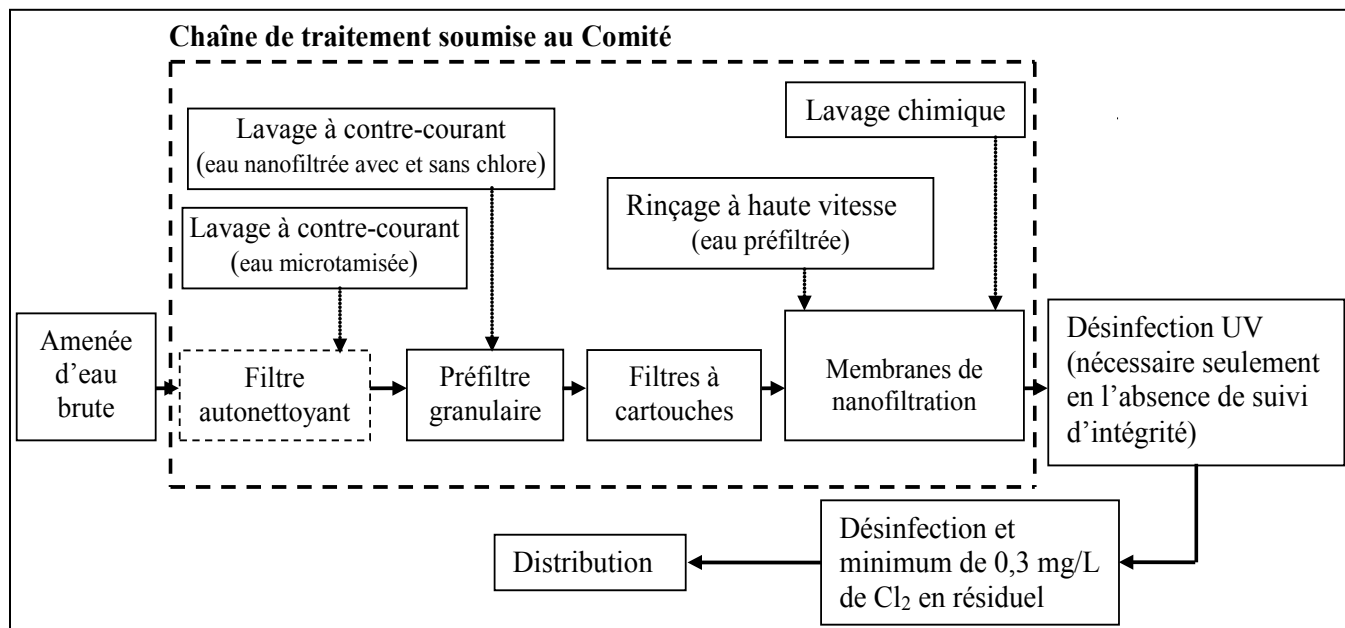 Chaîne de traitement soumise au Comité
Lavage chimique
Lavage à contre-courant
(eau nanofiltrée avec et sans chlore)
Rinçage à haute vitesse
(eau préfiltrée)
Lavage à contre-courant
(eau microtamisée)
Amenée
d’eau
brute
Filtre
autonettoyant
Préfiltre
granulaire
Filtres à
cartouches
Membranes de
nanofiltration
Désinfection UV
(nécessaire seulement
en l’absence de suivi
d’intégrité)
Désinfection et
minimum de 0,3 mg/L
de Cl₂ en résiduel
Distribution